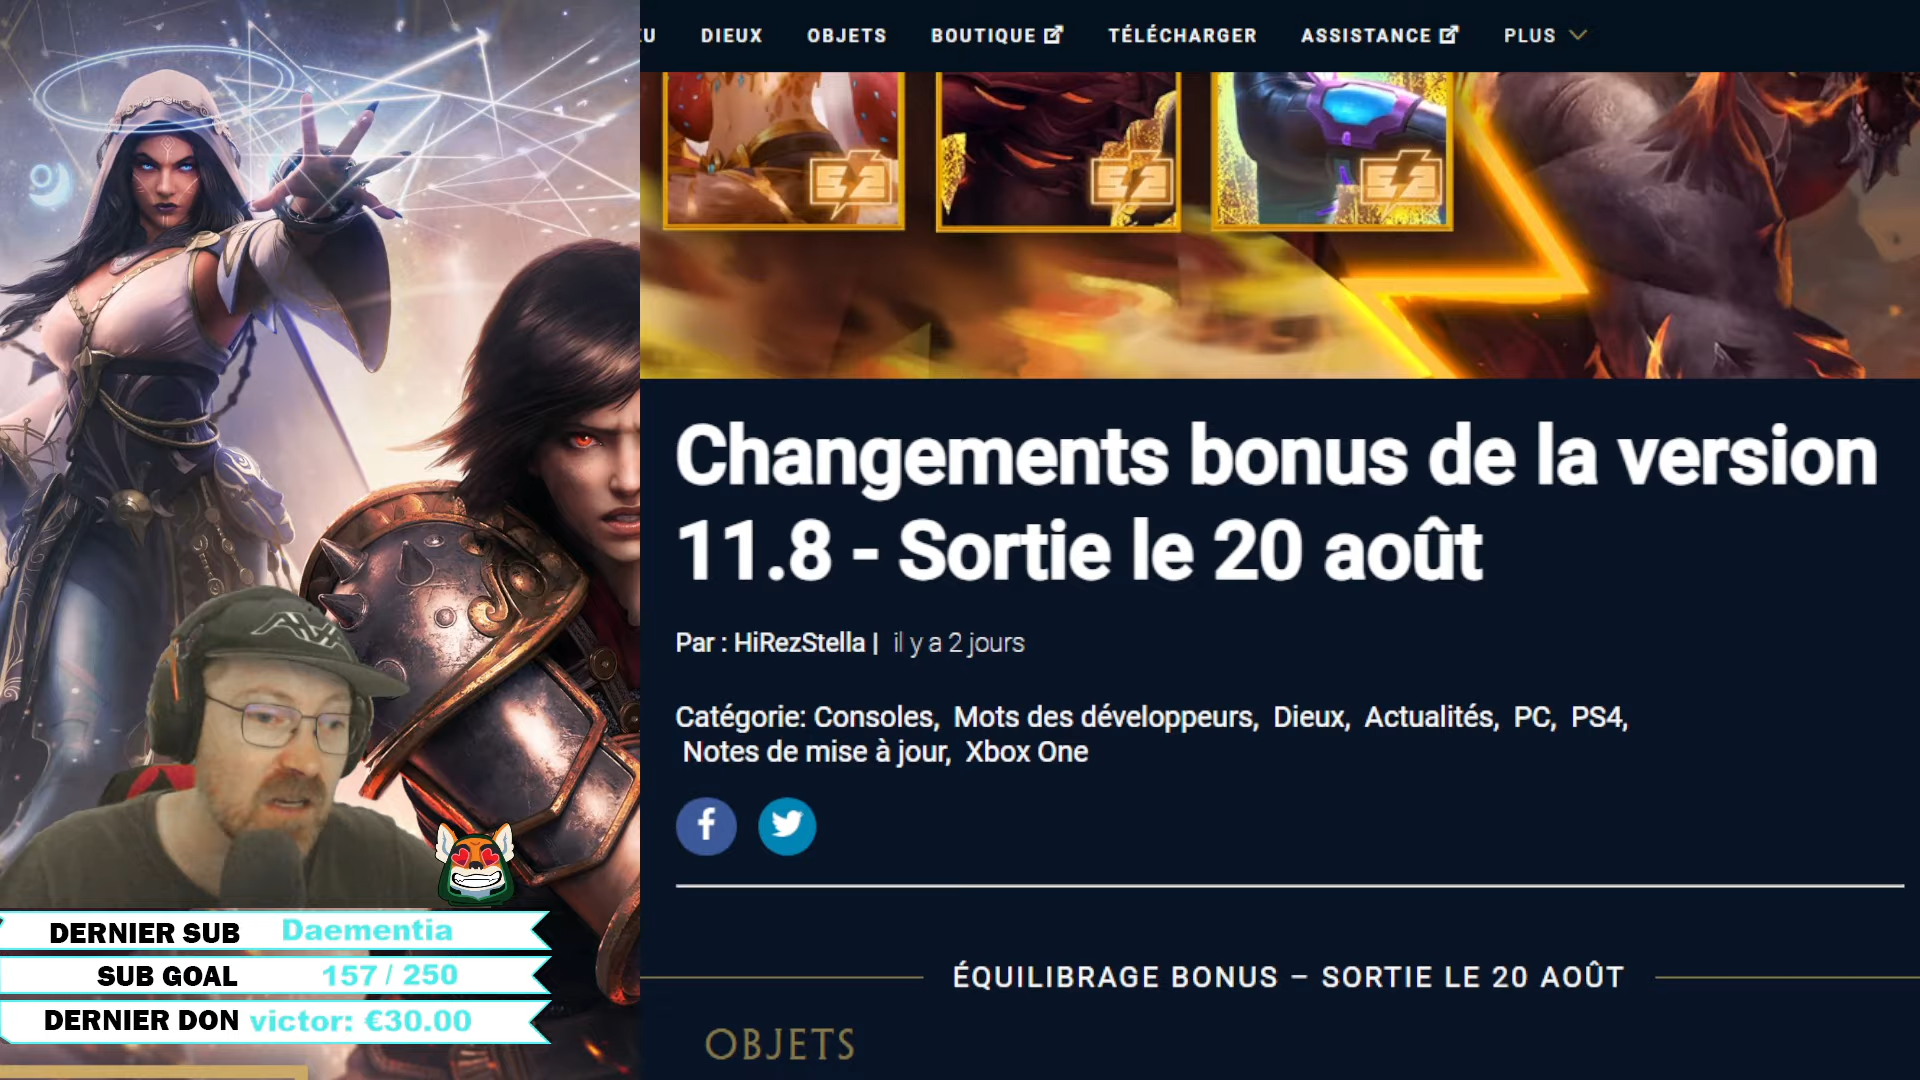 DIEUX OBJETS BOUTIQUE TÉLÉCHARGER ASSISTANCE PLUS
Changements bonus de la version
11.8 - Sortie le 20 août
Par : HiRezStella | il y a 2 jours
Catégorie: Consoles, Mots des développeurs, Dieux, Actualités, PC, PS4,
Notes de mise à jour, Xbox One
ÉQUILIBRAGE BONUS – SORTIE LE 20 AOÛT
OBJETS
DERNIER SUB Daementia
SUB GOAL 157 / 250
DERNIER DON victor: €30.00